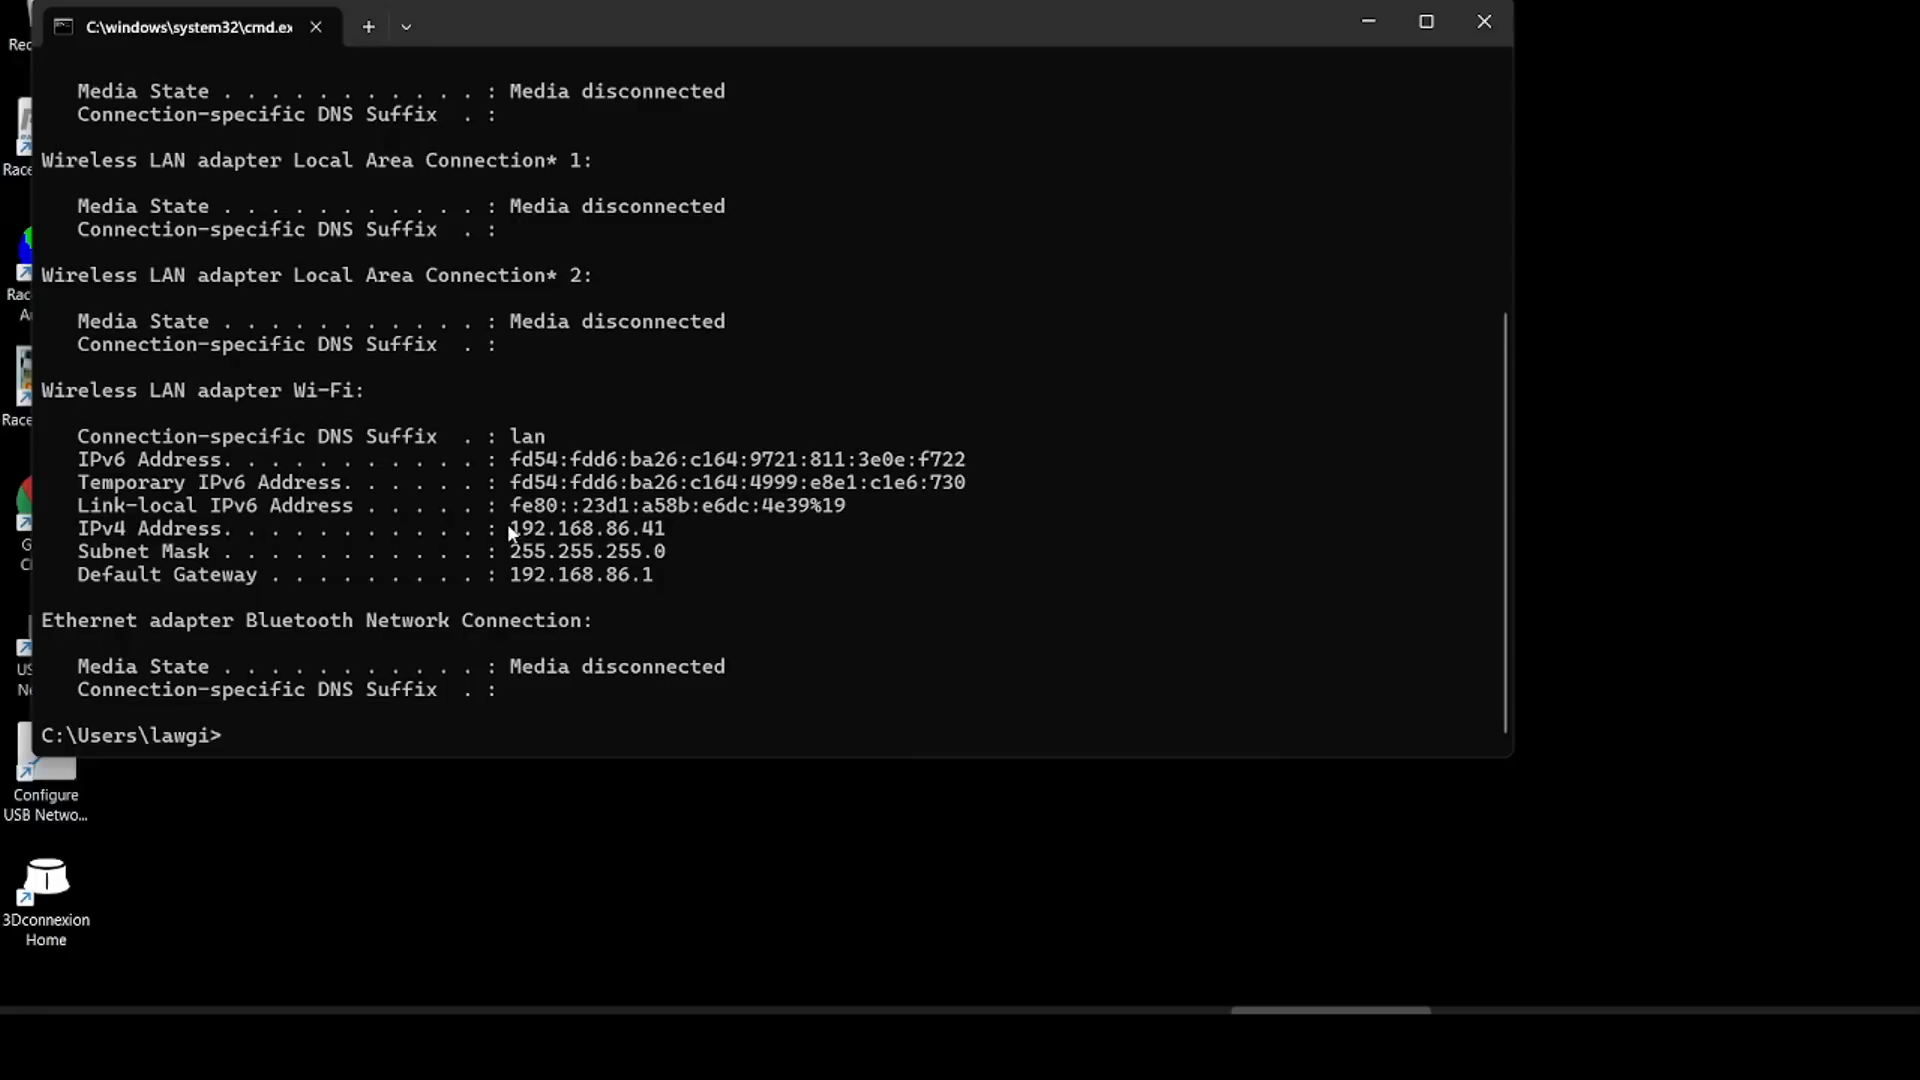 C:\windows\system32\cmd.ex
Media State . . . . . . . . . . . : Media disconnected
Connection-specific DNS Suffix  . :
Wireless LAN adapter Local Area Connection* 1:
Media State . . . . . . . . . . . : Media disconnected
Connection-specific DNS Suffix  . :
Wireless LAN adapter Local Area Connection* 2:
Media State . . . . . . . . . . . : Media disconnected
Connection-specific DNS Suffix  . :
Wireless LAN adapter Wi-Fi:
Connection-specific DNS Suffix  . : lan
IPv6 Address. . . . . . . . . . . : fd54:fdd6:ba26:c164:9721:811:3e0e:f722
Temporary IPv6 Address. . . . . . : fd54:fdd6:ba26:c164:4999:e8e1:c1e6:730
Link-local IPv6 Address . . . . . : fe80::23d1:a58b:e6dc:4e39%19
IPv4 Address. . . . . . . . . . . : 192.168.86.41
Subnet Mask . . . . . . . . . . . : 255.255.255.0
Default Gateway . . . . . . . . . : 192.168.86.1
Ethernet adapter Bluetooth Network Connection:
Media State . . . . . . . . . . . : Media disconnected
Connection-specific DNS Suffix  . :
C:\Users\lawgi>
Configure
USB Netwo...
3Dconnexion
Home